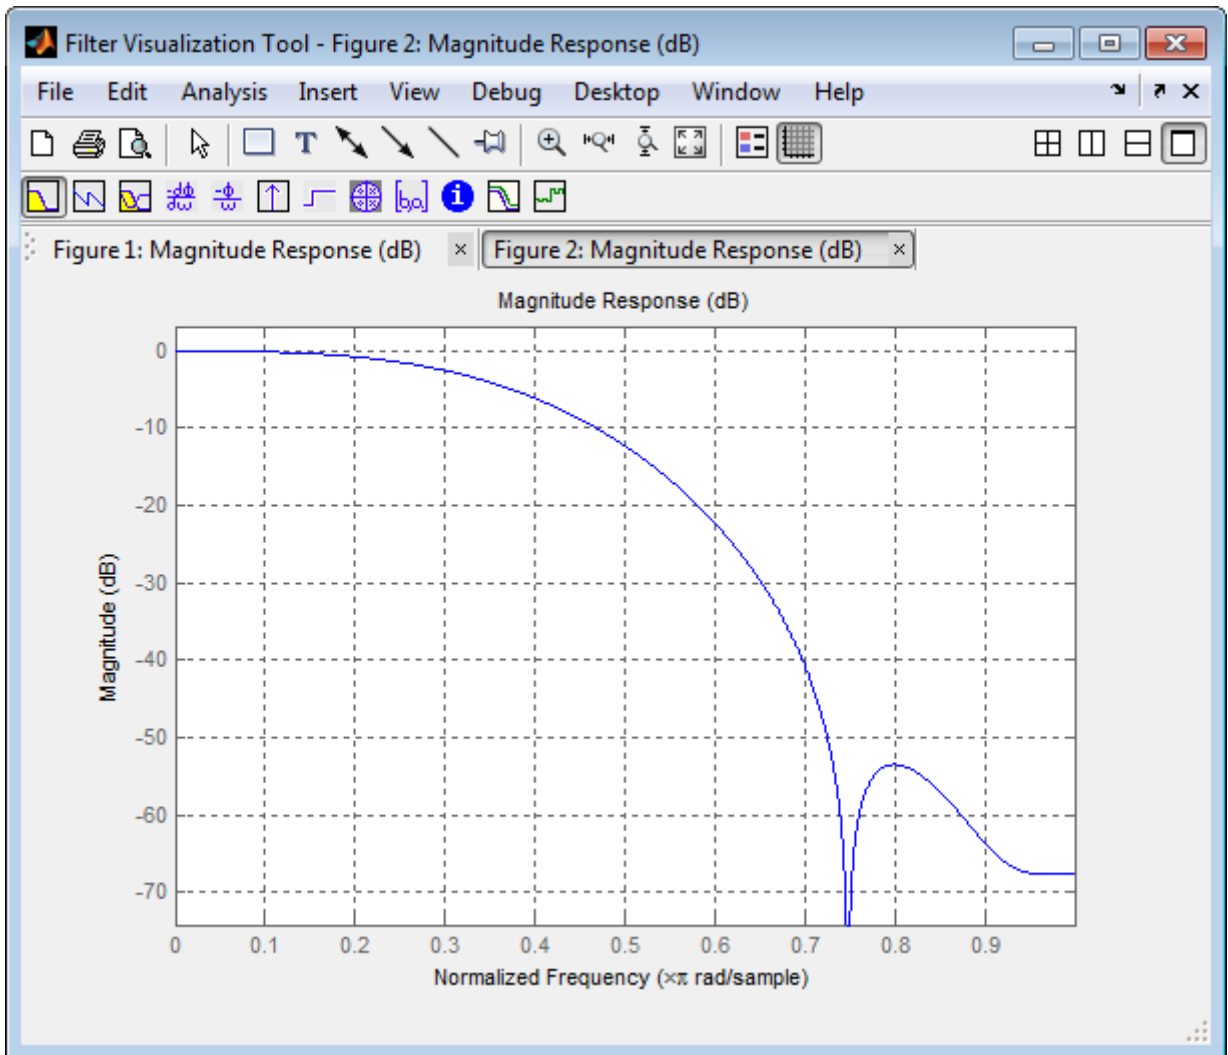 Filter Visualization Tool - Figure 2: Magnitude Response (dB)
File Edit Analysis Insert View Debug Desktop Window Help
Figure 1: Magnitude Response (dB) Figure 2: Magnitude Response (dB)
Magnitude Response (dB)
0
-10
-20
-30
-40
-50
-60
-70
Magnitude (dB)
0 0.1 0.2 0.3 0.4 0.5 0.6 0.7 0.8 0.9
Normalized Frequency (×π rad/sample)